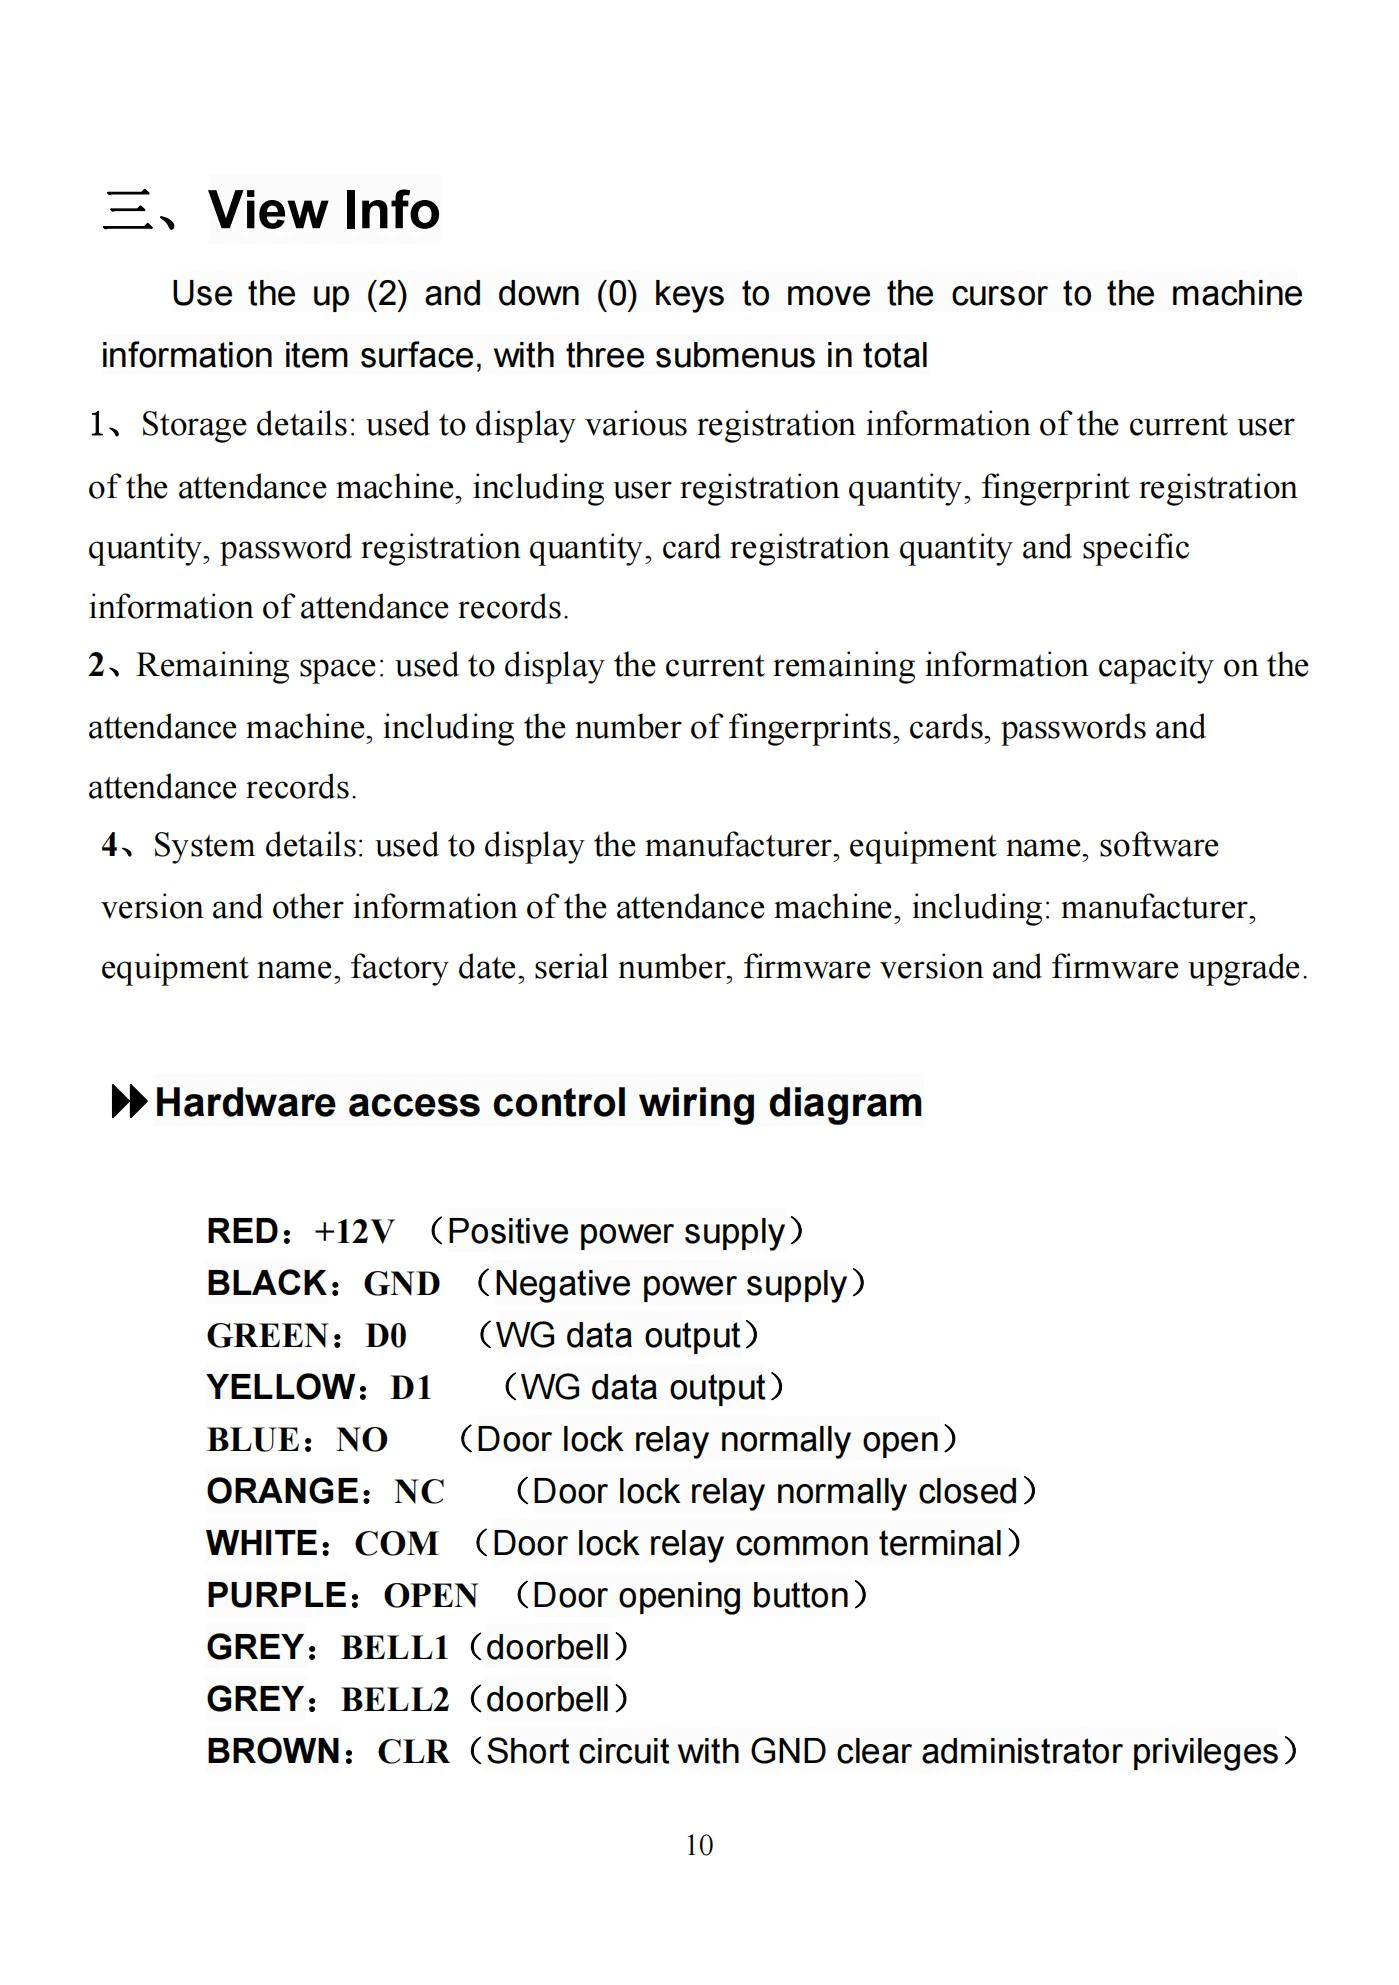 三、View Info
Use the up (2) and down (0) keys to move the cursor to the machine
information item surface, with three submenus in total
1、Storage details: used to display various registration information of the current user
of the attendance machine, including user registration quantity, fingerprint registration
quantity, password registration quantity, card registration quantity and specific
information of attendance records.
2、Remaining space: used to display the current remaining information capacity on the
attendance machine, including the number of fingerprints, cards, passwords and
attendance records.
4、System details: used to display the manufacturer, equipment name, software
version and other information of the attendance machine, including: manufacturer,
equipment name, factory date, serial number, firmware version and firmware upgrade.
Hardware access control wiring diagram
RED：+12V （Positive power supply）
BLACK：GND （Negative power supply）
GREEN：D0 （WG data output）
YELLOW：D1 （WG data output）
BLUE：NO （Door lock relay normally open）
ORANGE：NC （Door lock relay normally closed）
WHITE：COM （Door lock relay common terminal）
PURPLE：OPEN （Door opening button）
GREY：BELL1（doorbell）
GREY：BELL2（doorbell）
BROWN：CLR（Short circuit with GND clear administrator privileges）
10